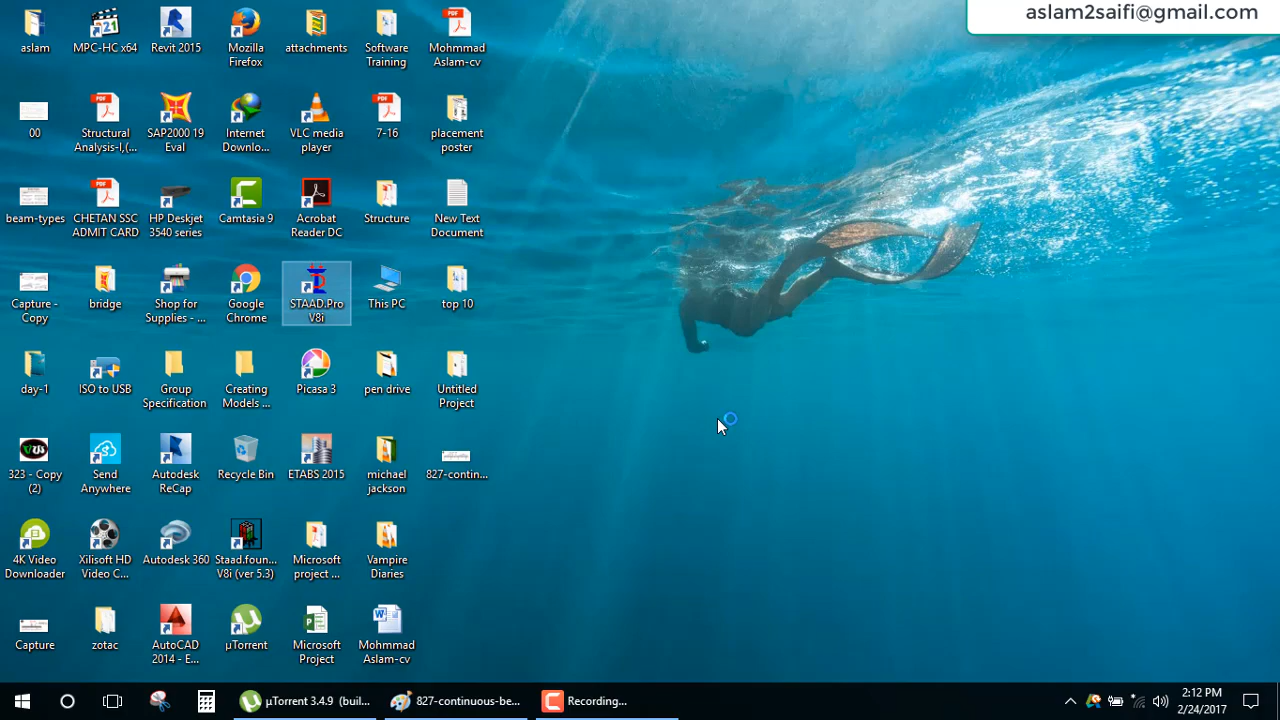 aslam2saifi@gmail.com
aslam
MPC-HC x64
Revit 2015
Mozilla
Firefox
attachments
Software
Training
Mohmmad
Aslam-cv
00
Structural
Analysis-I,(...
SAP2000 19
Eval
Internet
Downlo...
VLC media
player
7-16
placement
poster
beam-types
CHETAN SSC
ADMIT CARD
HP Deskjet
3540 series
Camtasia 9
Acrobat
Reader DC
Structure
New Text
Document
Capture -
Copy
bridge
Shop for
Supplies - ...
Google
Chrome
STAAD.Pro
V8i
This PC
top 10
day-1
ISO to USB
Group
Specification
Creating
Models ...
Picasa 3
pen drive
Untitled
Project
323 - Copy
(2)
Send
Anywhere
Autodesk
ReCap
Recycle Bin
ETABS 2015
michael
jackson
827-contin...
4K Video
Downloader
Xilisoft HD
Video C...
Autodesk 360
Staad.foun...
V8i (ver 5.3)
Microsoft
project ...
Vampire
Diaries
Capture
zotac
AutoCAD
2014 - E...
µTorrent
Microsoft
Project
Mohmmad
Aslam-cv
µTorrent 3.4.9 (buil...
827-continuous-be...
Recording...
2:12 PM
2/24/2017